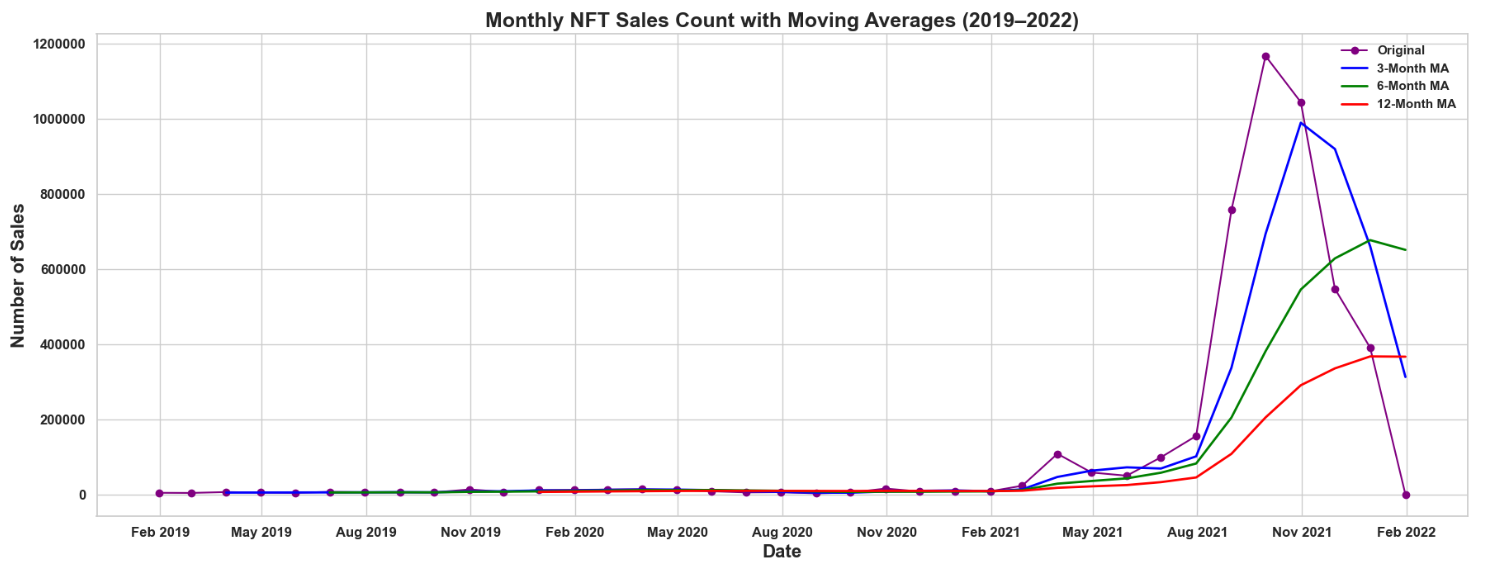 Monthly NFT Sales Count with Moving Averages (2019–2022)
1200000
1000000
800000
600000
400000
200000
0
Number of Sales
Original
3-Month MA
6-Month MA
12-Month MA
Feb 2019 May 2019 Aug 2019 Nov 2019 Feb 2020 May 2020 Aug 2020 Nov 2020 Feb 2021 May 2021 Aug 2021 Nov 2021 Feb 2022
Date